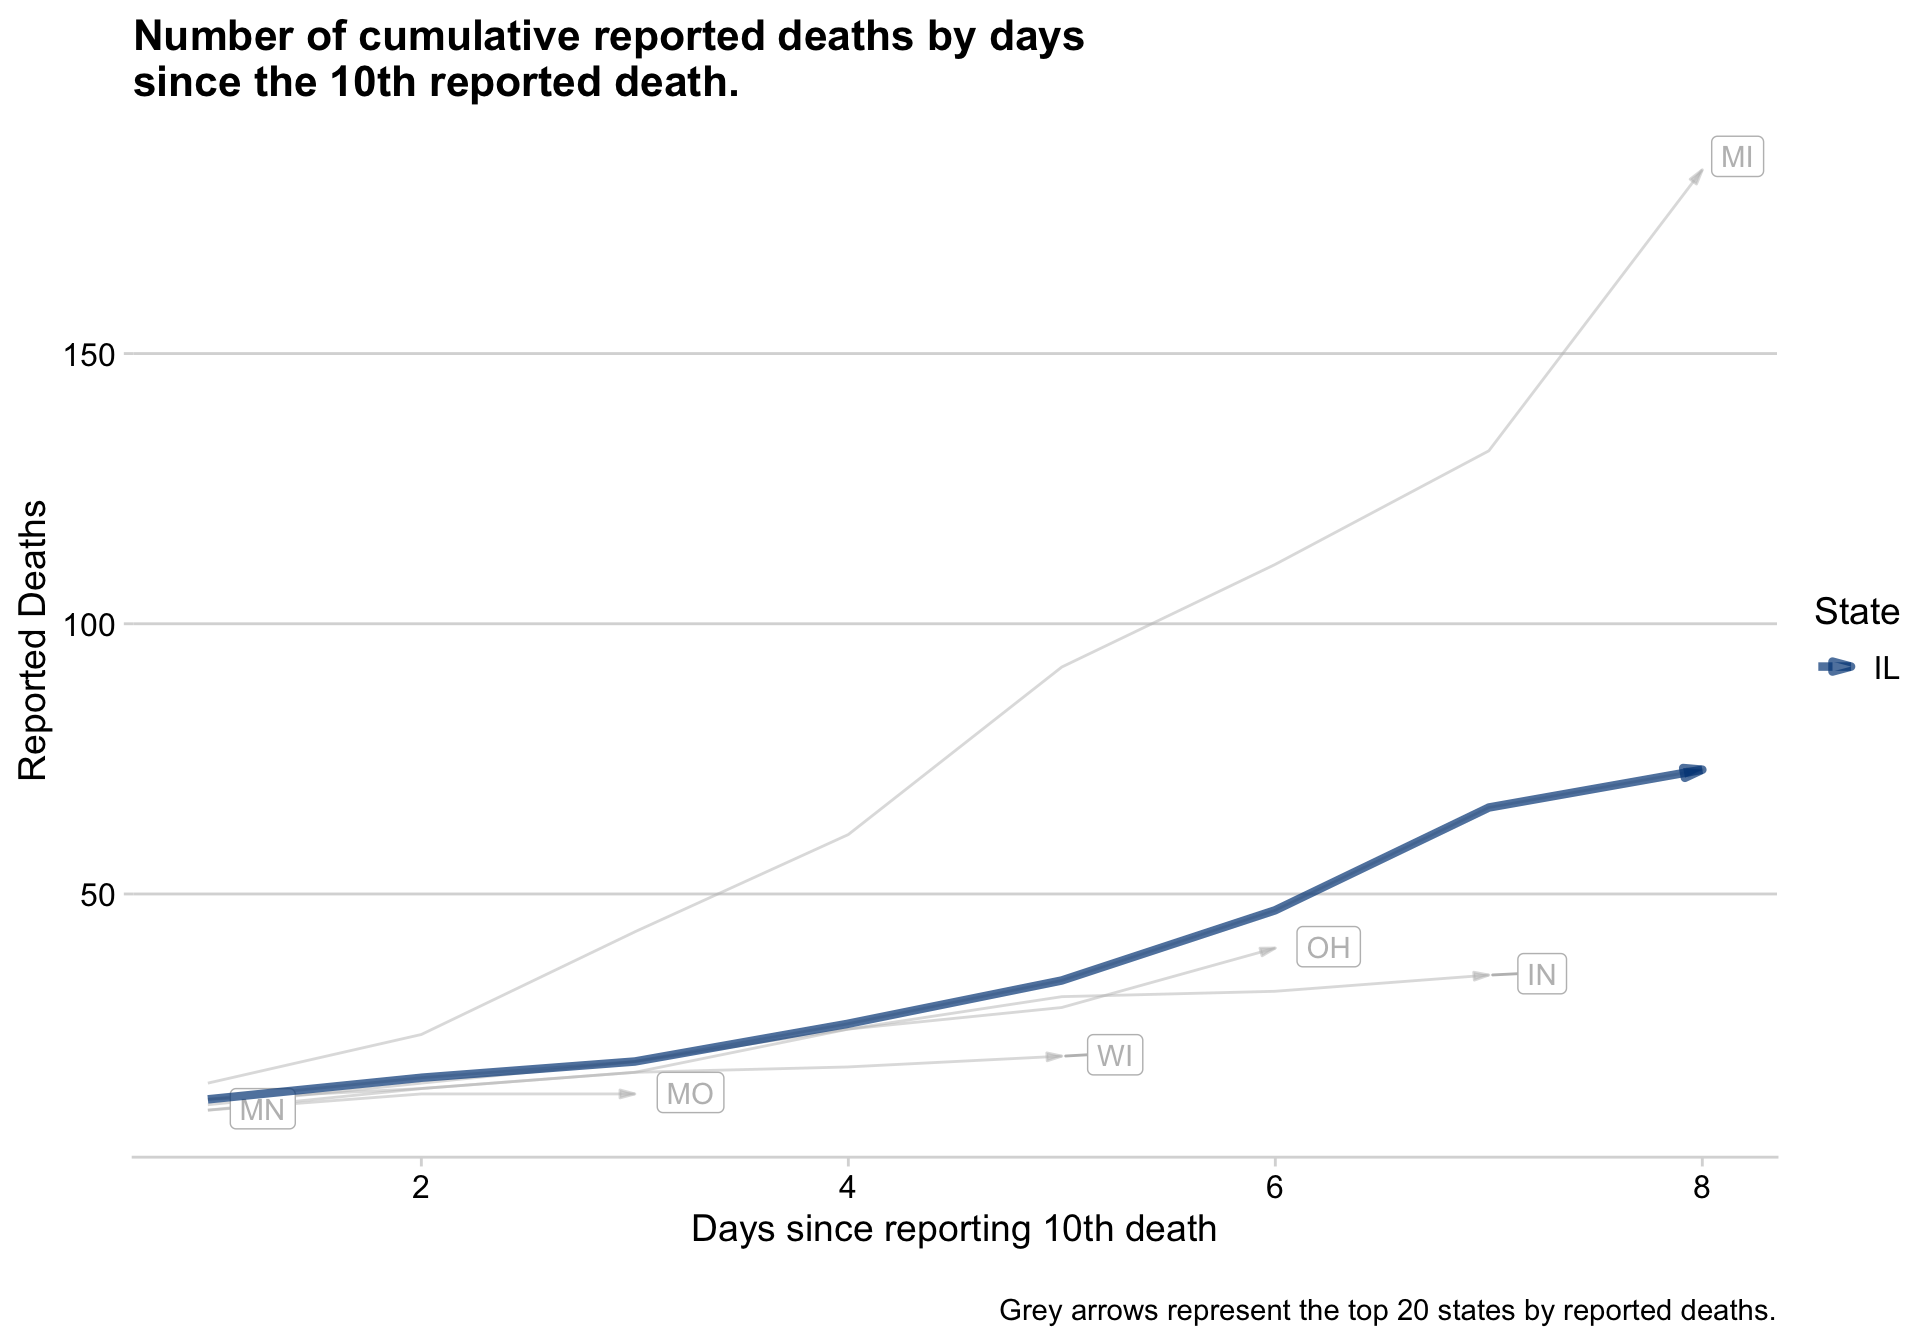 Number of cumulative reported deaths by days
since the 10th reported death.
MI
150
Reported Deaths
100
State
IL
50
OH
IN
WI
MO
MN
2 4 6 8
Days since reporting 10th death
Grey arrows represent the top 20 states by reported deaths.